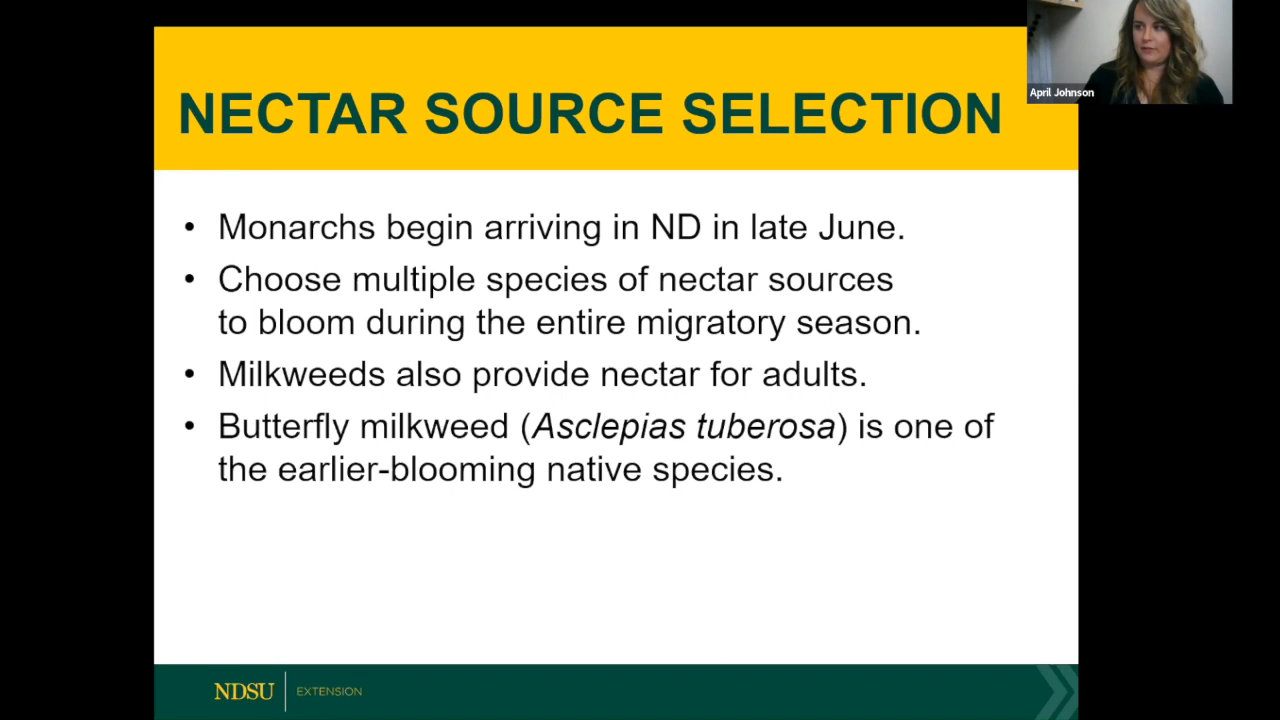 NECTAR SOURCE SELECTION
April Johnson
• Monarchs begin arriving in ND in late June.
• Choose multiple species of nectar sources
to bloom during the entire migratory season.
• Milkweeds also provide nectar for adults.
• Butterfly milkweed (Asclepias tuberosa) is one of
the earlier-blooming native species.
NDSU EXTENSION